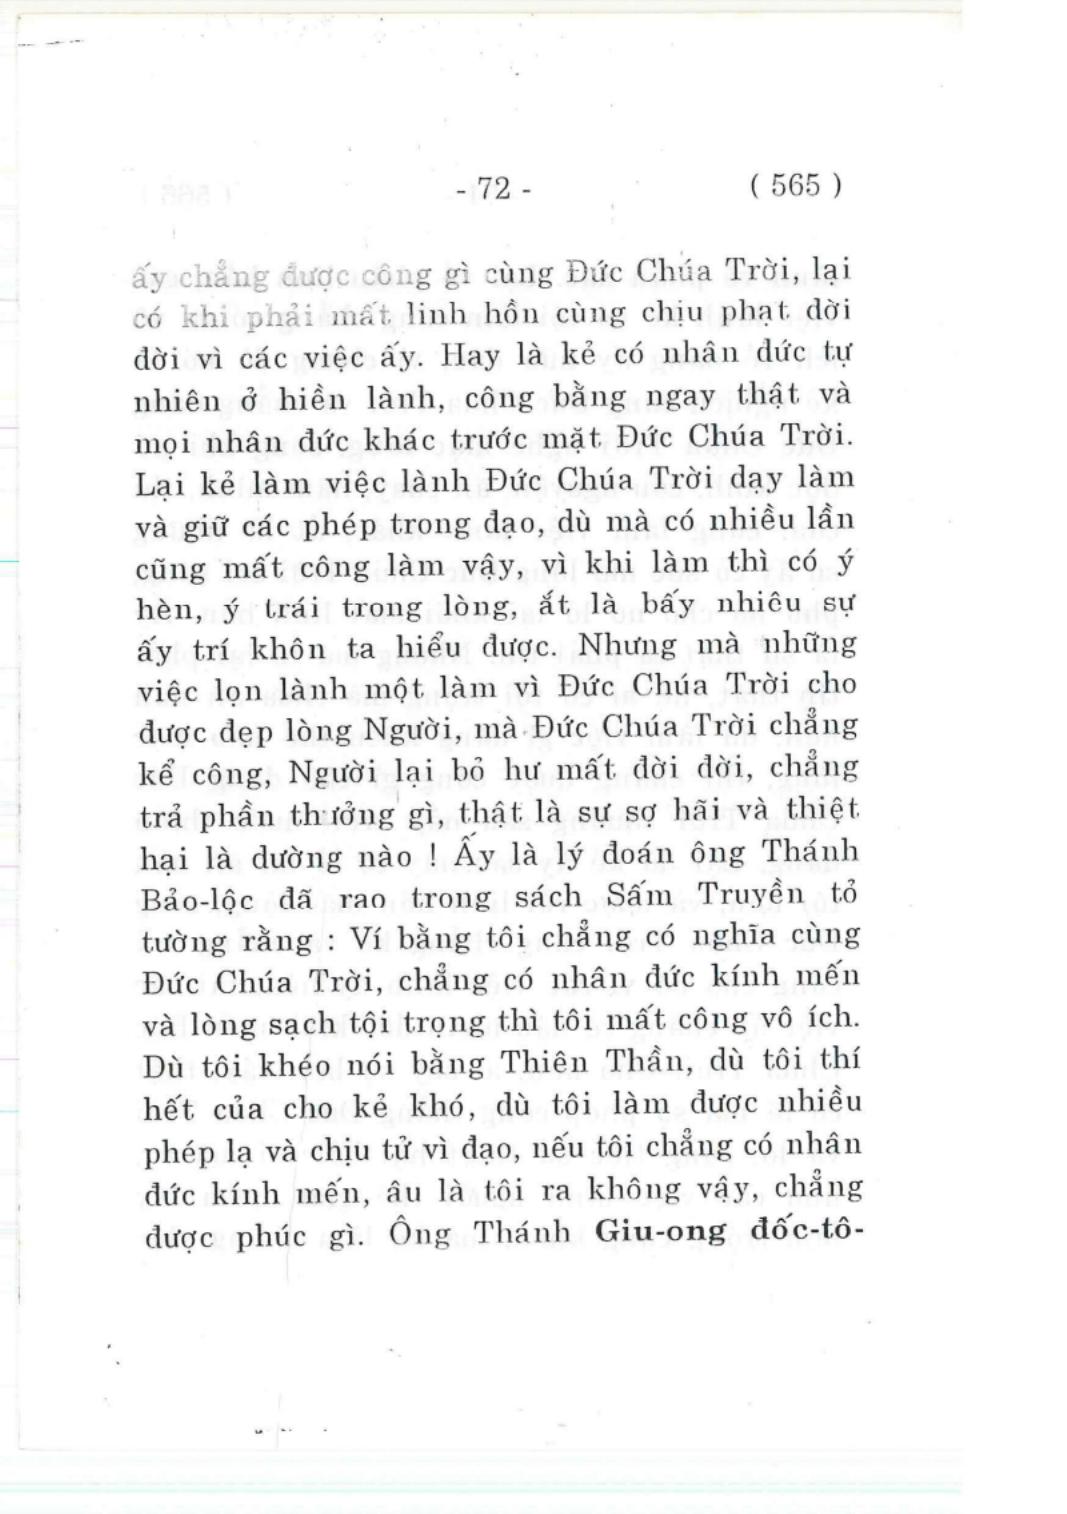 - 72 - ( 565 )
ấy chẳng được công gì cùng Đức Chúa Trời, lại
có khi phải mất linh hồn cùng chịu phạt đời
đời vì các việc ấy. Hay là kẻ có nhân đức tự
nhiên ở hiền lành, công bằng ngay thật và
mọi nhân đức khác trước mặt Đức Chúa Trời.
Lại kẻ làm việc lành Đức Chúa Trời dạy làm
và giữ các phép trong đạo, dù mà có nhiều lần
cũng mất công làm vậy, vì khi làm thì có ý
hèn, ý trái trong lòng, ắt là bấy nhiêu sự
ấy trí khôn ta hiểu được. Nhưng mà những
việc lọn lành một làm vì Đức Chúa Trời cho
được đẹp lòng Người, mà Đức Chúa Trời chẳng
kể công, Người lại bỏ hư mất đời đời, chẳng
trả phần thưởng gì, thật là sự sợ hãi và thiệt
hại là dường nào ! Ấy là lý đoán ông Thánh
Bảo-lộc đã rao trong sách Sấm Truyền tỏ
tường rằng : Ví bằng tôi chẳng có nghĩa cùng
Đức Chúa Trời, chẳng có nhân đức kính mến
và lòng sạch tội trọng thì tôi mất công vô ích.
Dù tôi khéo nói bằng Thiên Thần, dù tôi thí
hết của cho kẻ khó, dù tôi làm được nhiều
phép lạ và chịu tử vì đạo, nếu tôi chẳng có nhân
đức kính mến, âu là tôi ra không vậy, chẳng
được phúc gì. Ông Thánh Giu-ong đốc-tô-